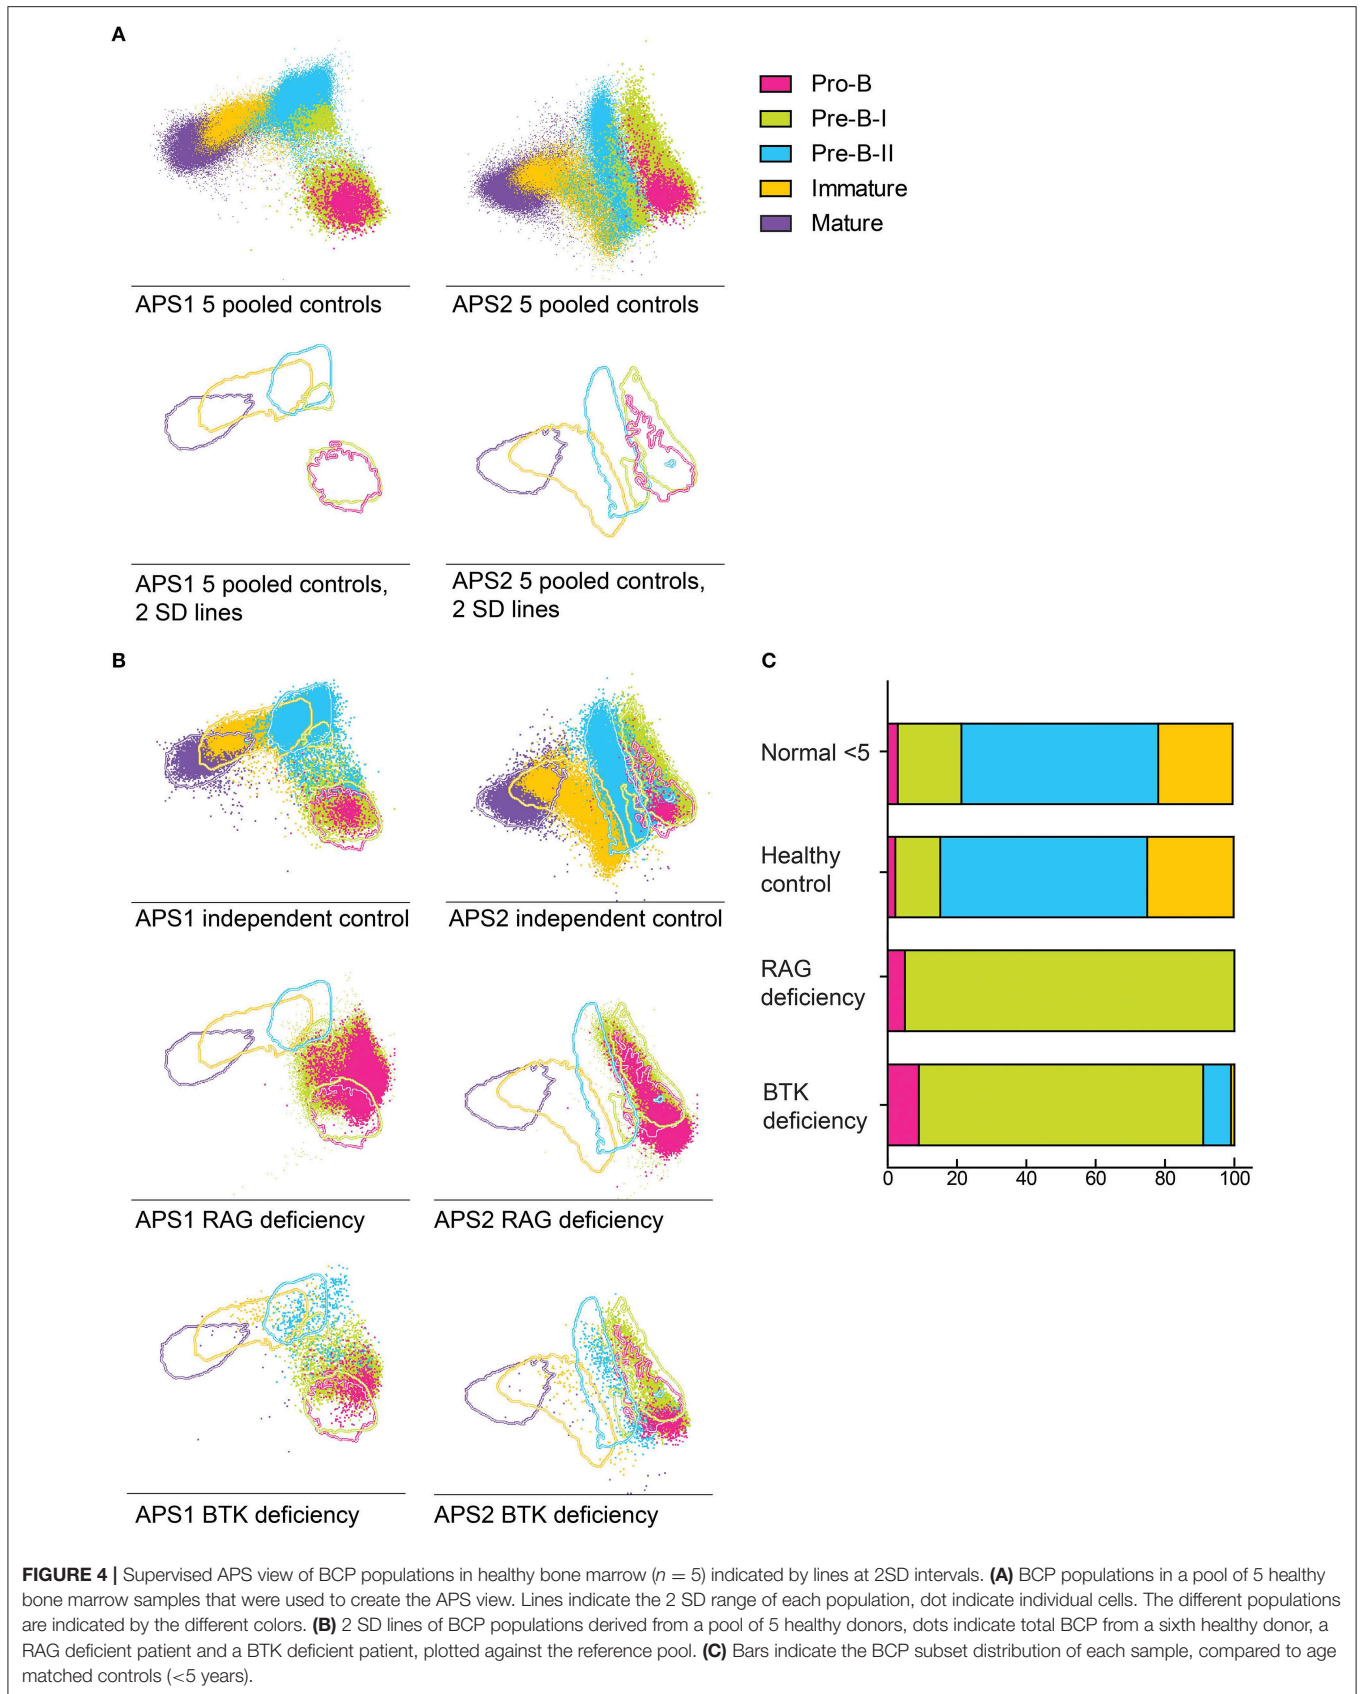 A
Pro-B
Pre-B-I
Pre-B-II
Immature
Mature
APS1 5 pooled controls
APS2 5 pooled controls
APS1 5 pooled controls,
2 SD lines
APS2 5 pooled controls,
2 SD lines
B
APS1 independent control
APS2 independent control
APS1 RAG deficiency
APS2 RAG deficiency
APS1 BTK deficiency
APS2 BTK deficiency
C
Normal <5
Healthy
control
RAG
deficiency
BTK
deficiency
0 20 40 60 80 100
FIGURE 4 | Supervised APS view of BCP populations in healthy bone marrow (n = 5) indicated by lines at 2SD intervals. (A) BCP populations in a pool of 5 healthy
bone marrow samples that were used to create the APS view. Lines indicate the 2 SD range of each population, dot indicate individual cells. The different populations
are indicated by the different colors. (B) 2 SD lines of BCP populations derived from a pool of 5 healthy donors, dots indicate total BCP from a sixth healthy donor, a
RAG deficient patient and a BTK deficient patient, plotted against the reference pool. (C) Bars indicate the BCP subset distribution of each sample, compared to age
matched controls (<5 years).